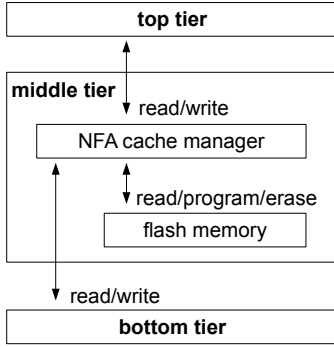 top tier
middle tier
read/write
NFA cache manager
read/program/erase
flash memory
read/write
bottom tier